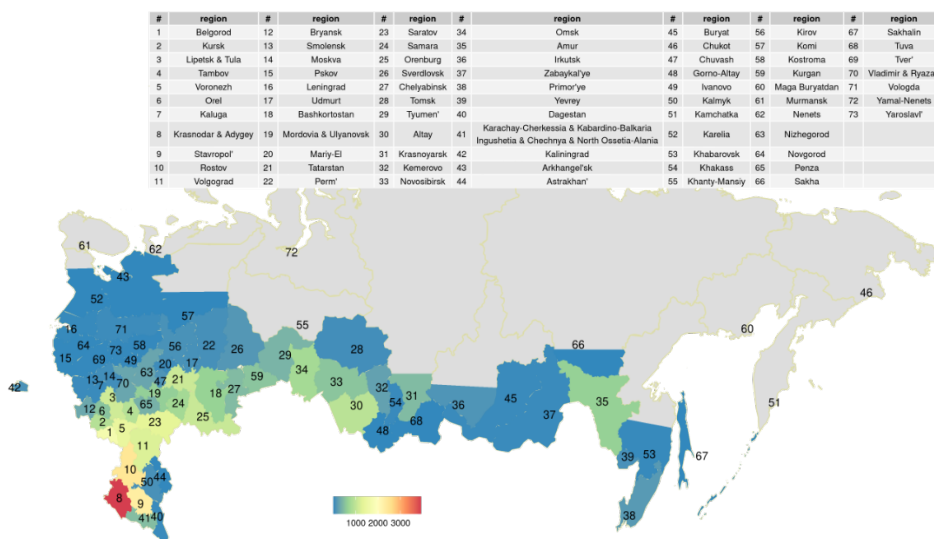 # region # region # region # region # region # region # region
1 Belgorod 12 Bryansk 23 Saratov 34 Omsk 45 Buryat 56 Kirov 67 Sakhalin
2 Kursk 13 Smolensk 24 Samara 35 Amur 46 Chukot 57 Komi 68 Tuva
3 Lipetsk & Tula 14 Moskva 25 Orenburg 36 Irkutsk 47 Chuvash 58 Kostroma 69 Tver'
4 Tambov 15 Pskov 26 Sverdlovsk 37 Zabaykal'ye 48 Gorno-Altay 59 Kurgan 70 Vladimir & Ryaza
5 Voronezh 16 Leningrad 27 Chelyabinsk 38 Primor'ye 49 Ivanovo 60 Maga Buryatdan 71 Vologda
6 Orel 17 Udmurt 28 Tomsk 39 Yevrey 50 Kalmyk 61 Murmansk 72 Yamal-Nenets
7 Kaluga 18 Bashkortostan 29 Tyumen' 40 Dagestan 51 Kamchatka 62 Nenets 73 Yaroslavl'
8 Krasnodar & Adygey 19 Mordovia & Ulyanovsk 30 Altay 41 Karachay-Cherkessia & Kabardino-Balkaria Ingushetia & Chechnya & North Ossetia-Alania 52 Karelia 63 Nizhegorod
9 Stavropol' 20 Mariy-El 31 Krasnoyarsk 42 Kaliningrad 53 Khabarovsk 64 Novgorod
10 Rostov 21 Tatarstan 32 Kemerovo 43 Arkhangel'sk 54 Khakass 65 Penza
11 Volgograd 22 Perm' 33 Novosibirsk 44 Astrakhan' 55 Khanty-Mansiy 66 Sakha
61 62 72
43 46
52 57 55 60
16 71 66
64 73 58 56 22 26 28
15 69 49 20 17 29
13 7 14 70 63 47 21 59 34 33 32 31 51
12 6 3 19 65 18 27 54 36 45 35
42
2 4 24 25 30 68 37
1 5 23 48
11 39 53 67
10 50 44
8 9
41 40 38
1000 2000 3000